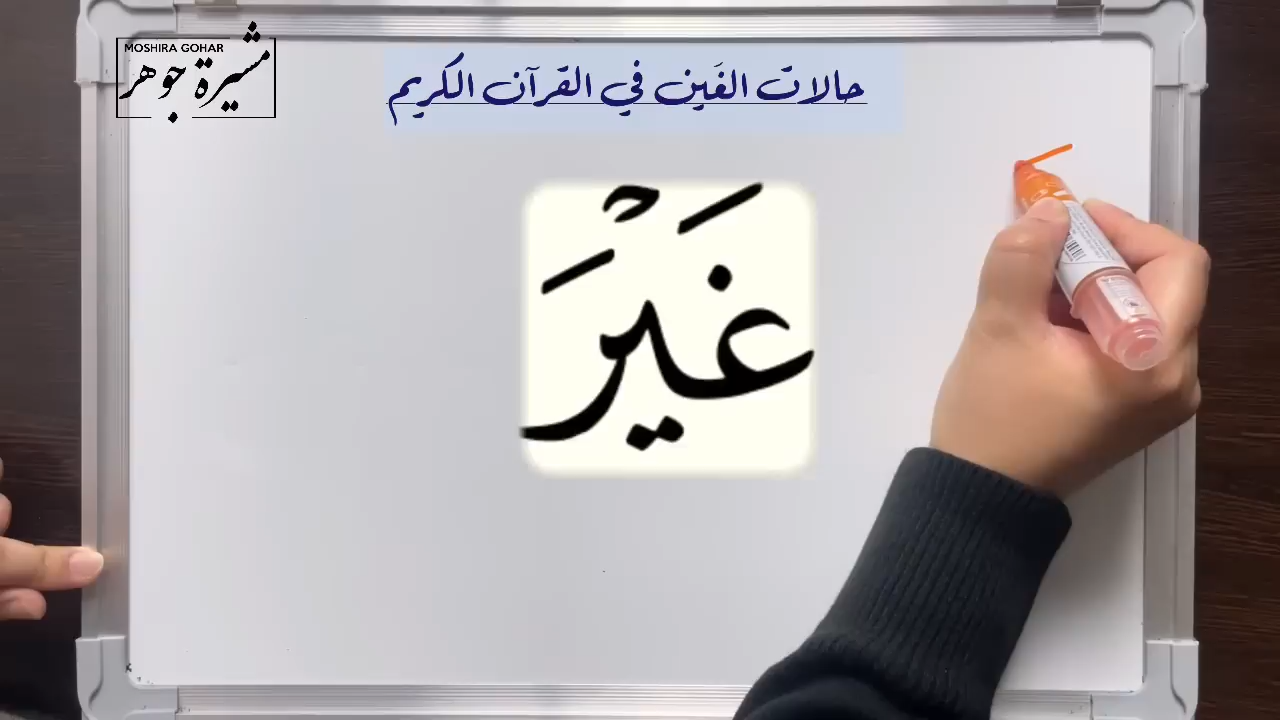 MOSHIRA GOHAR
مشيرة جوهر
حالات الغَين في القرآن الكريم
غَيْرَ